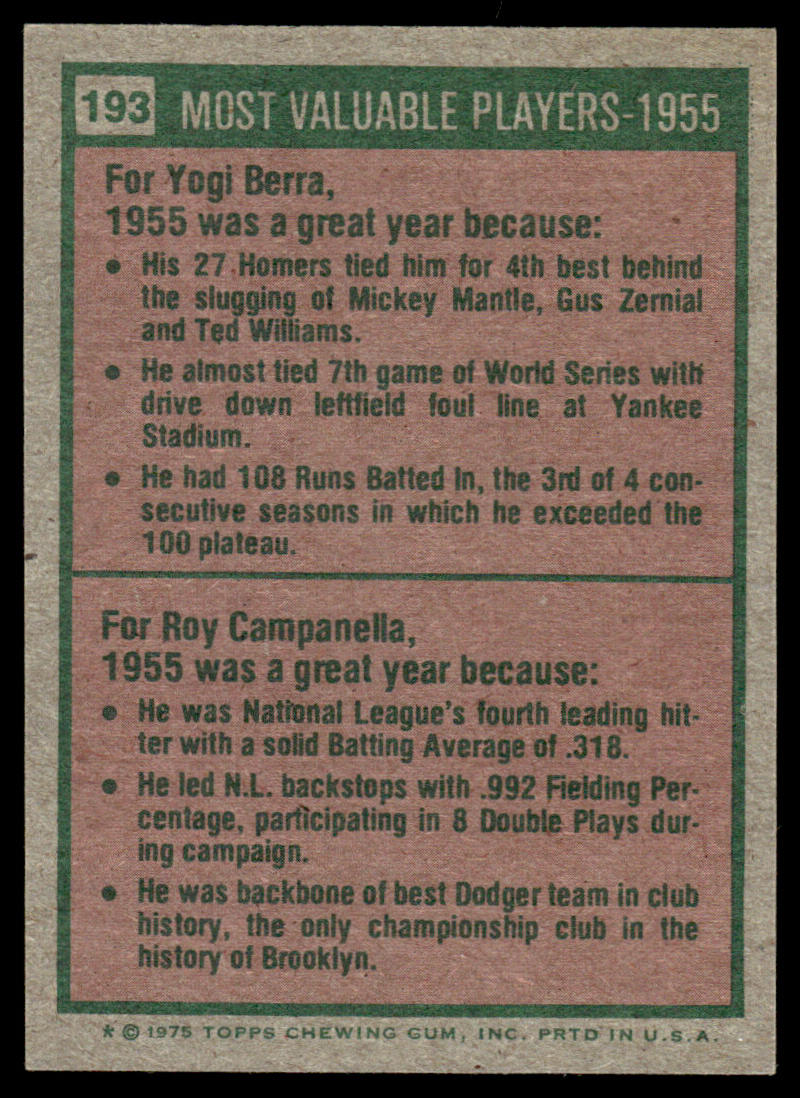 193 MOST VALUABLE PLAYERS-1955
For Yogi Berra,
1955 was a great year because:
• His 27 Homers tied him for 4th best behind
the slugging of Mickey Mantle, Gus Zernial
and Ted Williams.
• He almost tied 7th game of World Series with
drive down leftfield foul line at Yankee
Stadium.
• He had 108 Runs Batted In, the 3rd of 4 con-
secutive seasons in which he exceeded the
100 plateau.
For Roy Campanella,
1955 was a great year because:
• He was National League's fourth leading hit-
ter with a solid Batting Average of .318.
• He led N.L. backstops with .992 Fielding Per-
centage, participating in 8 Double Plays dur-
ing campaign.
• He was backbone of best Dodger team in club
history, the only championship club in the
history of Brooklyn.
* © 1975 TOPPS CHEWING GUM, INC. PRTD IN U.S.A.